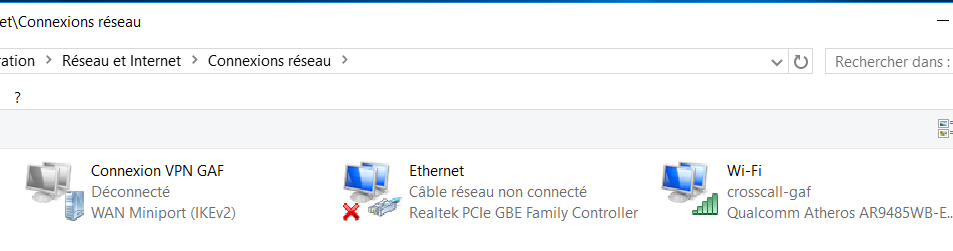 et\Connexions réseau
ration > Réseau et Internet > Connexions réseau >
Rechercher dans :
?
Connexion VPN GAF
Déconnecté
WAN Miniport (IKEv2)
Ethernet
Câble réseau non connecté
Realtek PCIe GBE Family Controller
Wi-Fi
crosscall-gaf
Qualcomm Atheros AR9485WB-E...